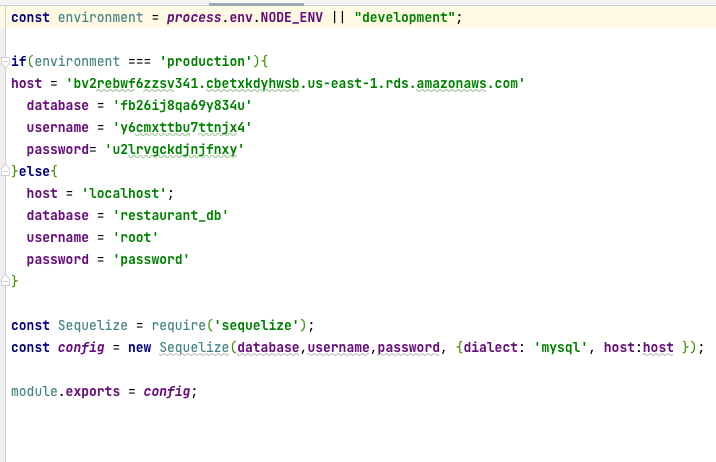 const environment = process.env.NODE_ENV || "development";
if(environment === 'production'){
host = 'bv2rebwf6zzsv341.cbetxkdyhwsb.us-east-1.rds.amazonaws.com'
database = 'fb26ij8qa69y834u'
username = 'y6cmxttbu7ttnjx4'
password= 'u2lrvgckdjnjfnxy'
}else{
host = 'localhost';
database = 'restaurant_db'
username = 'root'
password = 'password'
}
const Sequelize = require('sequelize');
const config = new Sequelize(database,username,password, {dialect: 'mysql', host:host });
module.exports = config;